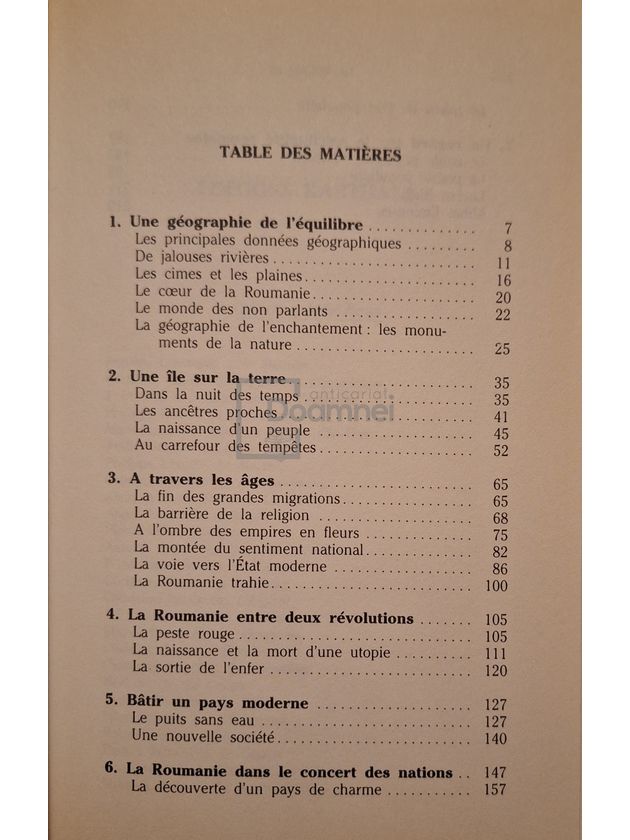 TABLE DES MATIÈRES
1. Une géographie de l'équilibre .............. 7
Les principales données géographiques ......... 8
De jalouses rivières ......................... 11
Les cimes et les plaines ..................... 16
Le cœur de la Roumanie ..................... 20
Le monde des non parlants .................. 22
La géographie de l'enchantement : les monu-
ments de la nature ....................... 25
2. Une île sur la terre ......................... 35
Dans la nuit des temps ..................... 35
Les ancêtres proches ........................ 41
La naissance d'un peuple .................... 45
Au carrefour des tempêtes ................... 52
anticariat
Doamnei
3. A travers les âges .......................... 65
La fin des grandes migrations ................ 65
La barrière de la religion .................... 68
A l'ombre des empires en fleurs .............. 75
La montée du sentiment national .............. 82
La voie vers l'État moderne .................. 86
La Roumanie trahie ......................... 100
4. La Roumanie entre deux révolutions ....... 105
La peste rouge ............................. 105
La naissance et la mort d'une utopie .......... 111
La sortie de l'enfer ......................... 120
5. Bâtir un pays moderne .................... 127
Le puits sans eau .......................... 127
Une nouvelle société ........................ 140
6. La Roumanie dans le concert des nations .. 147
La découverte d'un pays de charme ........... 157